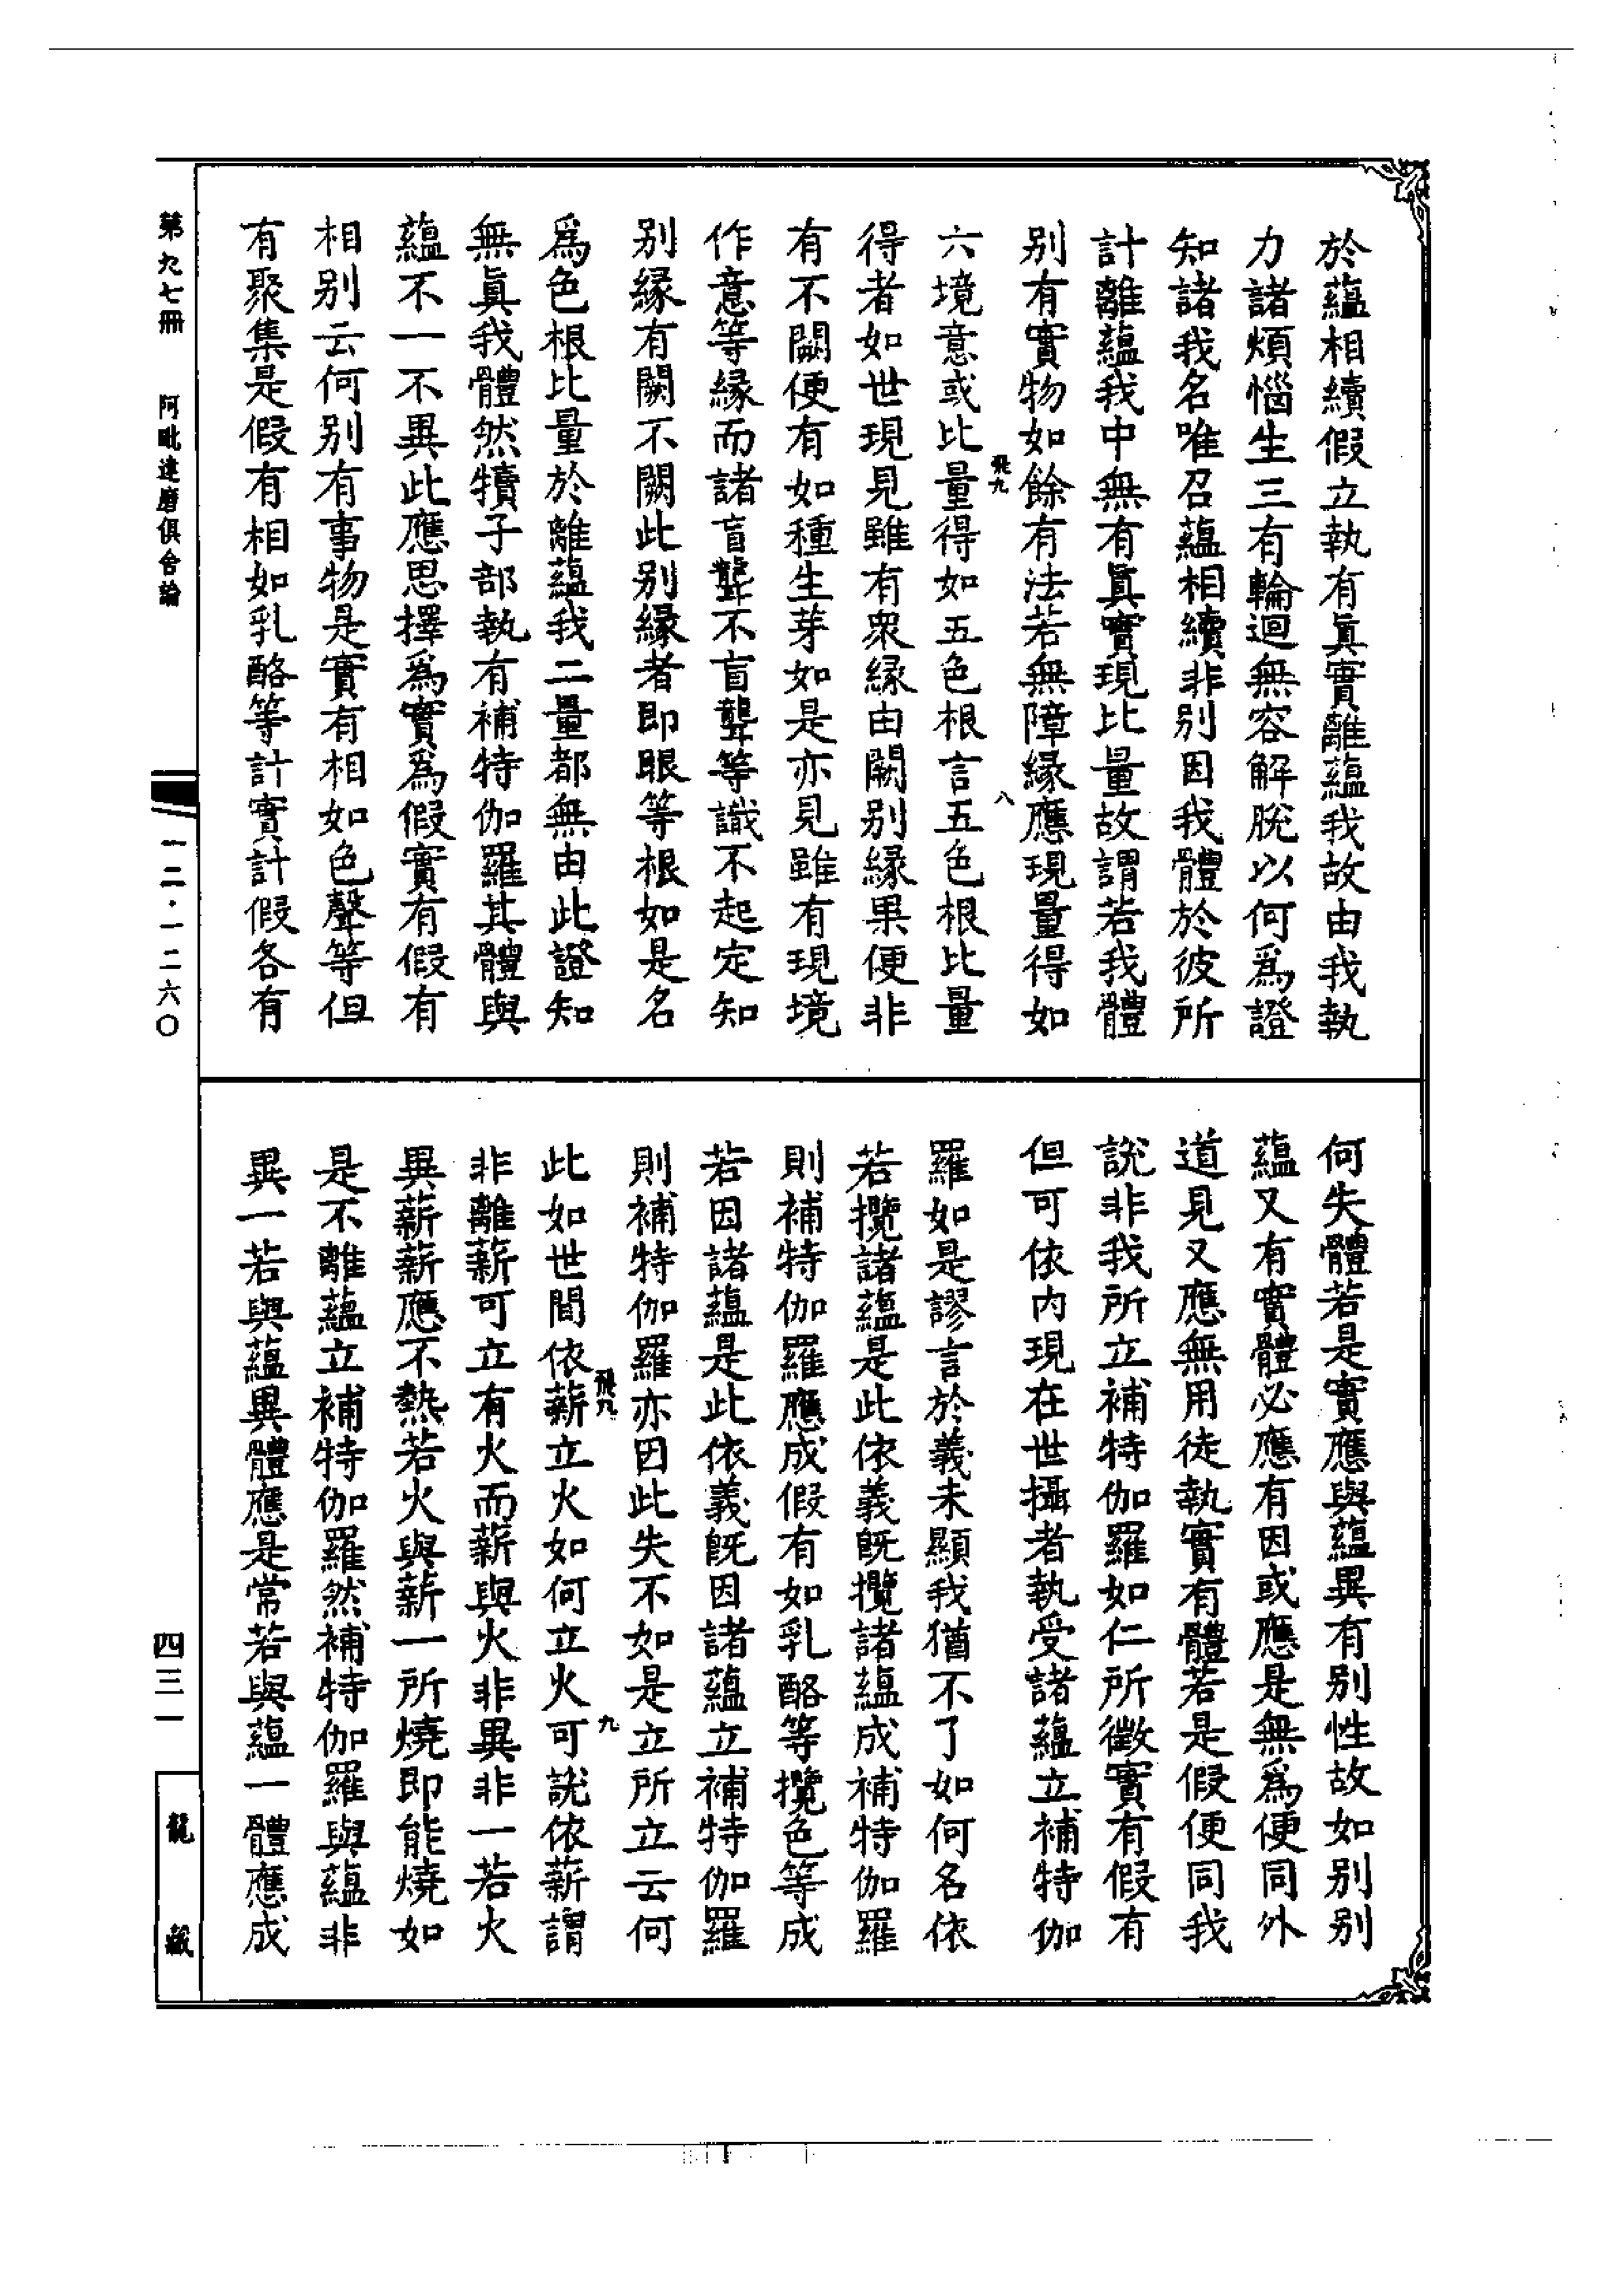 於蘊相續假立執有眞實離蘊我故由我執
力諸煩惱生三有輪迴無容解脫以何爲證
知諸我名唯召蘊相續非別因我體於彼所
計離蘊我中無有眞實現比量故謂若我體
別有實物如餘有法若無障緣應現量得如
飛九
八
六境意或比量得如五色根言五色根比量
得者如世現見雖有眾緣由闕別緣果便非
有不闕便有如種生芽如是亦見雖有現境
作意等緣而諸盲聾不盲聾等識不起定知
別緣有闕不闕此別緣者即眼等根如是名
爲色根比量於離蘊我二量都無由此證知
無眞我體然犢子部執有補特伽羅其體與
蘊不一不異此應思擇爲實爲假實有假有
相別云何別有事物是實有相如色聲等但
有聚集是假有相如乳酪等計實計假各有
何失體若是實應與蘊異有別性故如別別
蘊又有實體必應有因或應是無爲便同外
道見又應無用徒執實有體若是假便同我
說非我所立補特伽羅如仁所徵實有假有
但可依內現在世攝者執受諸蘊立補特伽
羅如是謬言於義未顯我猶不了如何名依
若攬諸蘊是此依義既攬諸蘊成補特伽羅
則補特伽羅應成假有如乳酪等攬色等成
若因諸蘊是此依義既因諸蘊立補特伽羅
則補特伽羅亦因此失不如是立所立云何
飛九
九
此如世間依薪立火如何立火可說依薪謂
非離薪可立有火而薪與火非異非一若火
異薪薪應不熱若火與薪一所燒即能燒如
是不離蘊立補特伽羅然補特伽羅與蘊非
異一若與蘊異體應是常若與蘊一體應成
第九七冊 阿毗達磨俱舍論
一二·一二六〇
四三一
龍藏